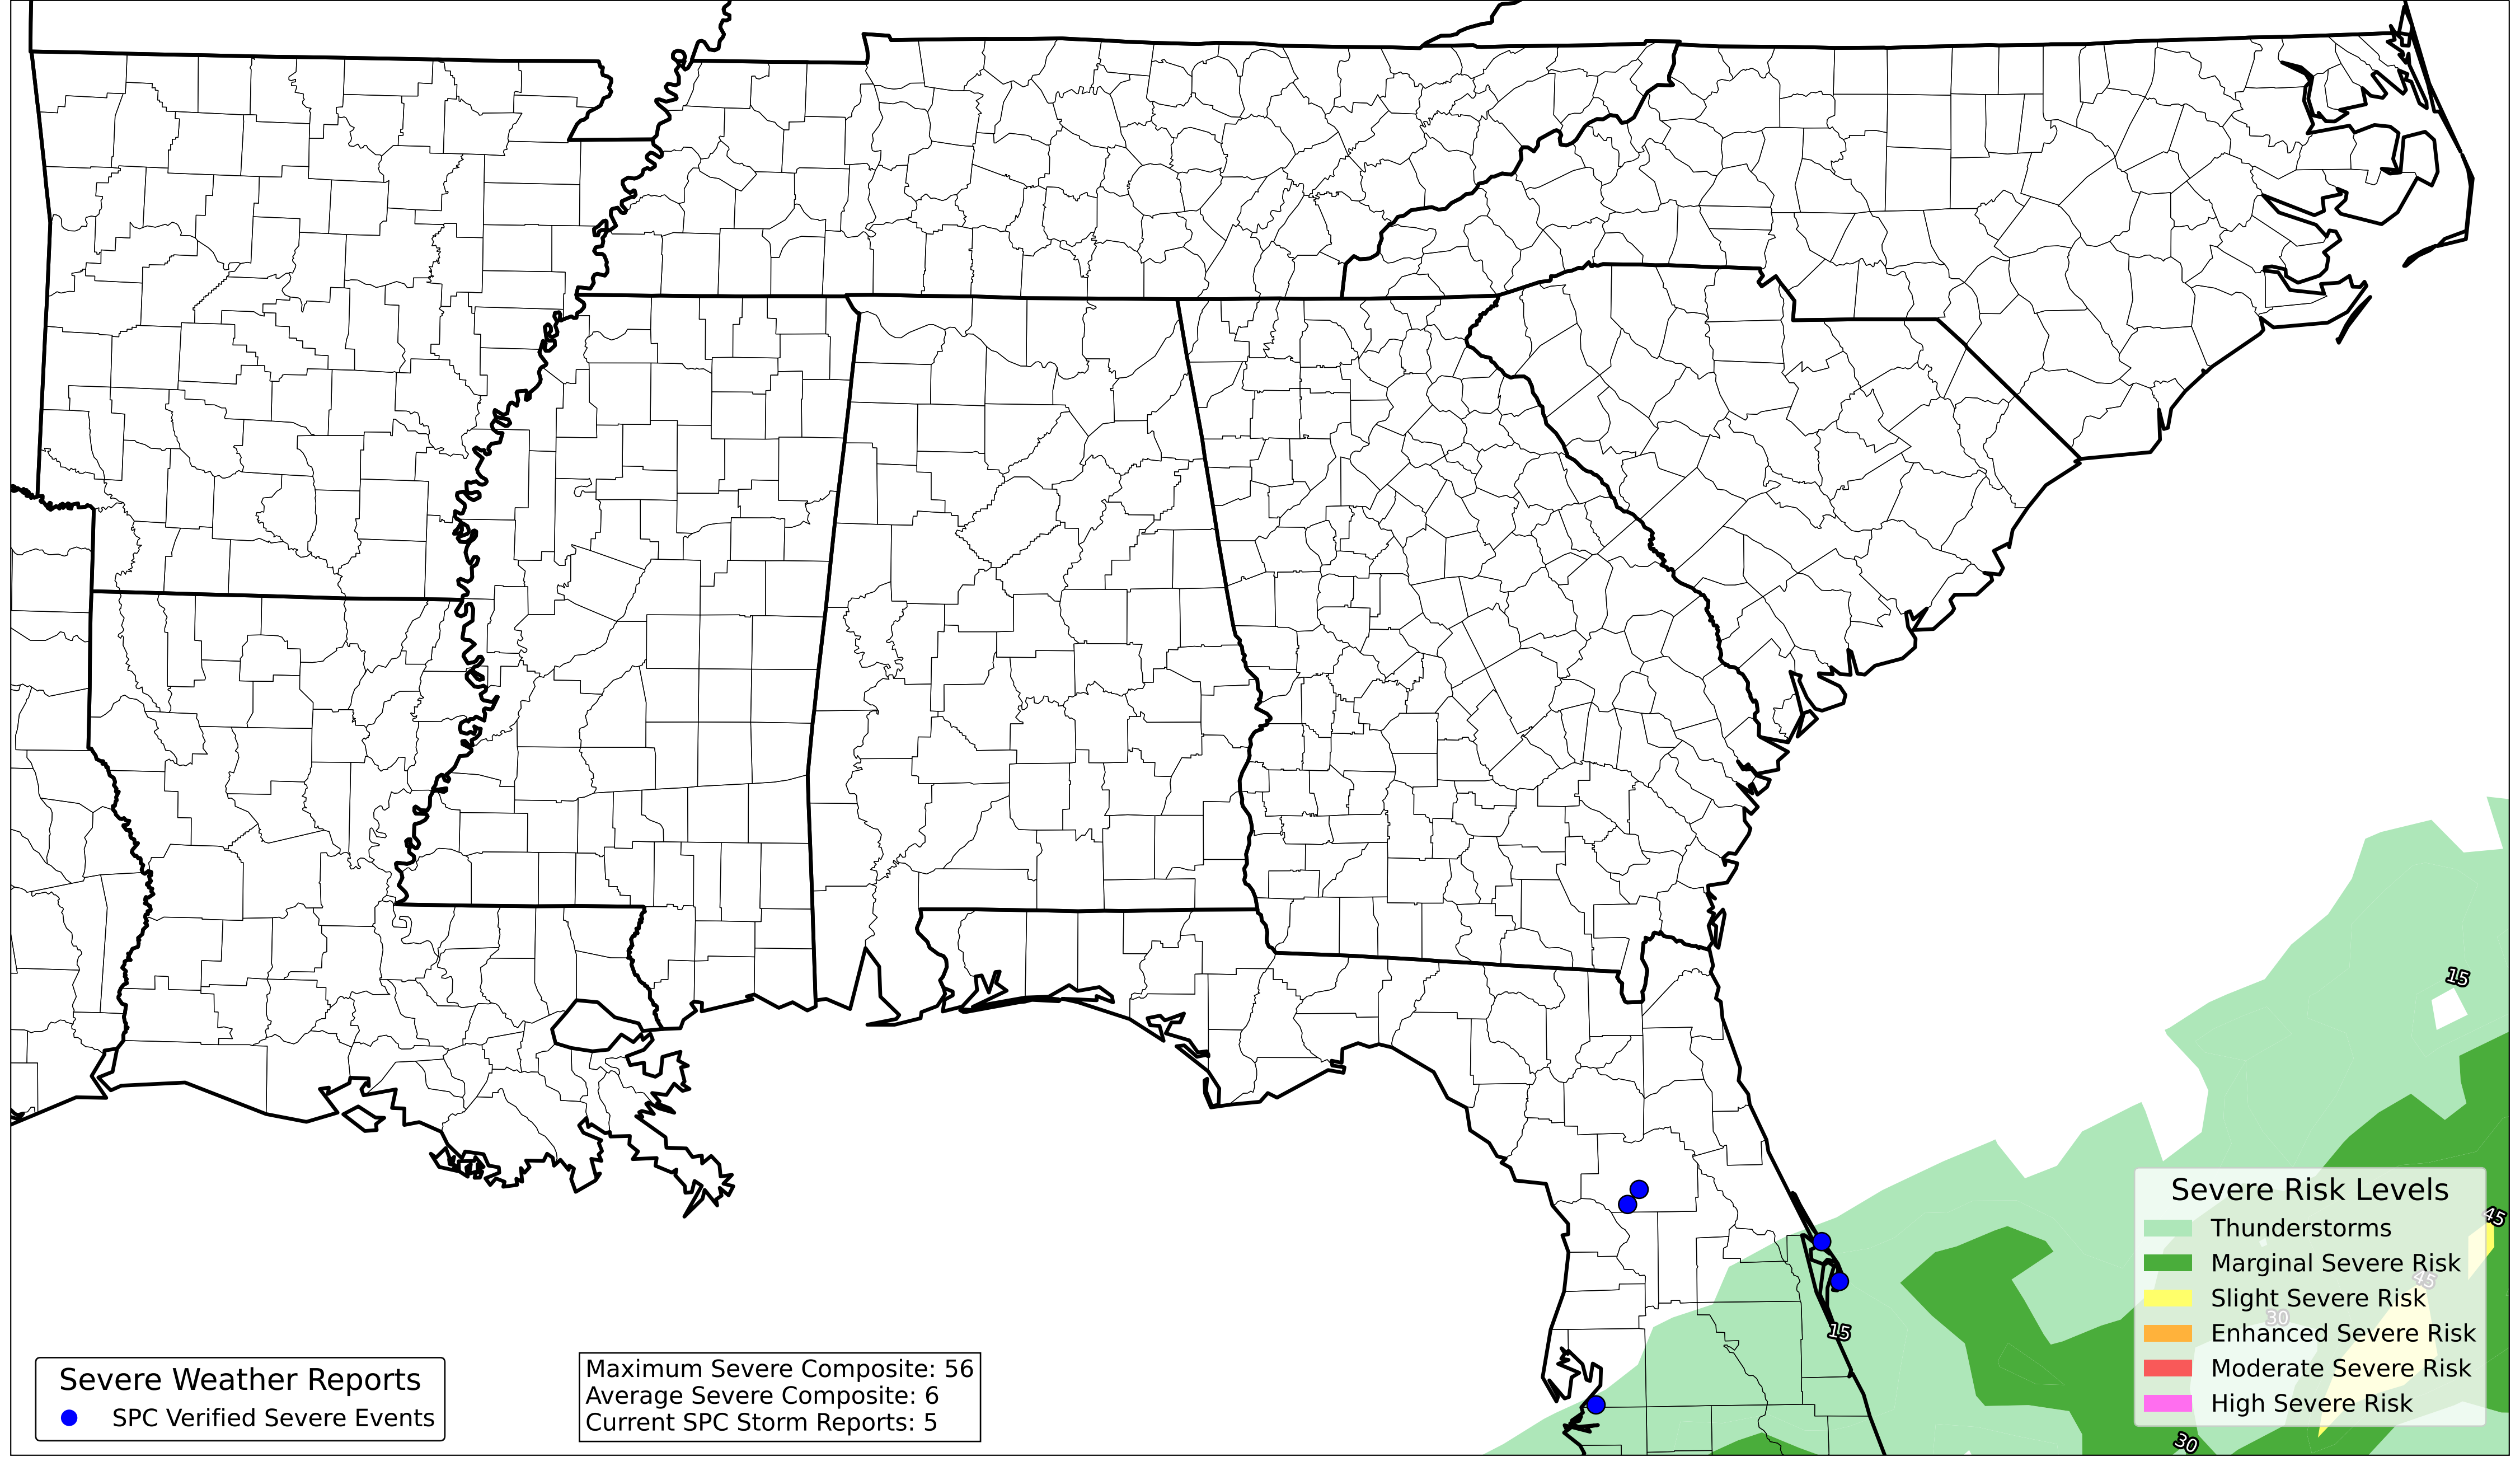 15
45
Severe Risk Levels
Thunderstorms
Marginal Severe Risk
45
Slight Severe Risk
30
Enhanced Severe Risk
15
Moderate Severe Risk
High Severe Risk
30
Severe Weather Reports
SPC Verified Severe Events
Maximum Severe Composite: 56
Average Severe Composite: 6
Current SPC Storm Reports: 5